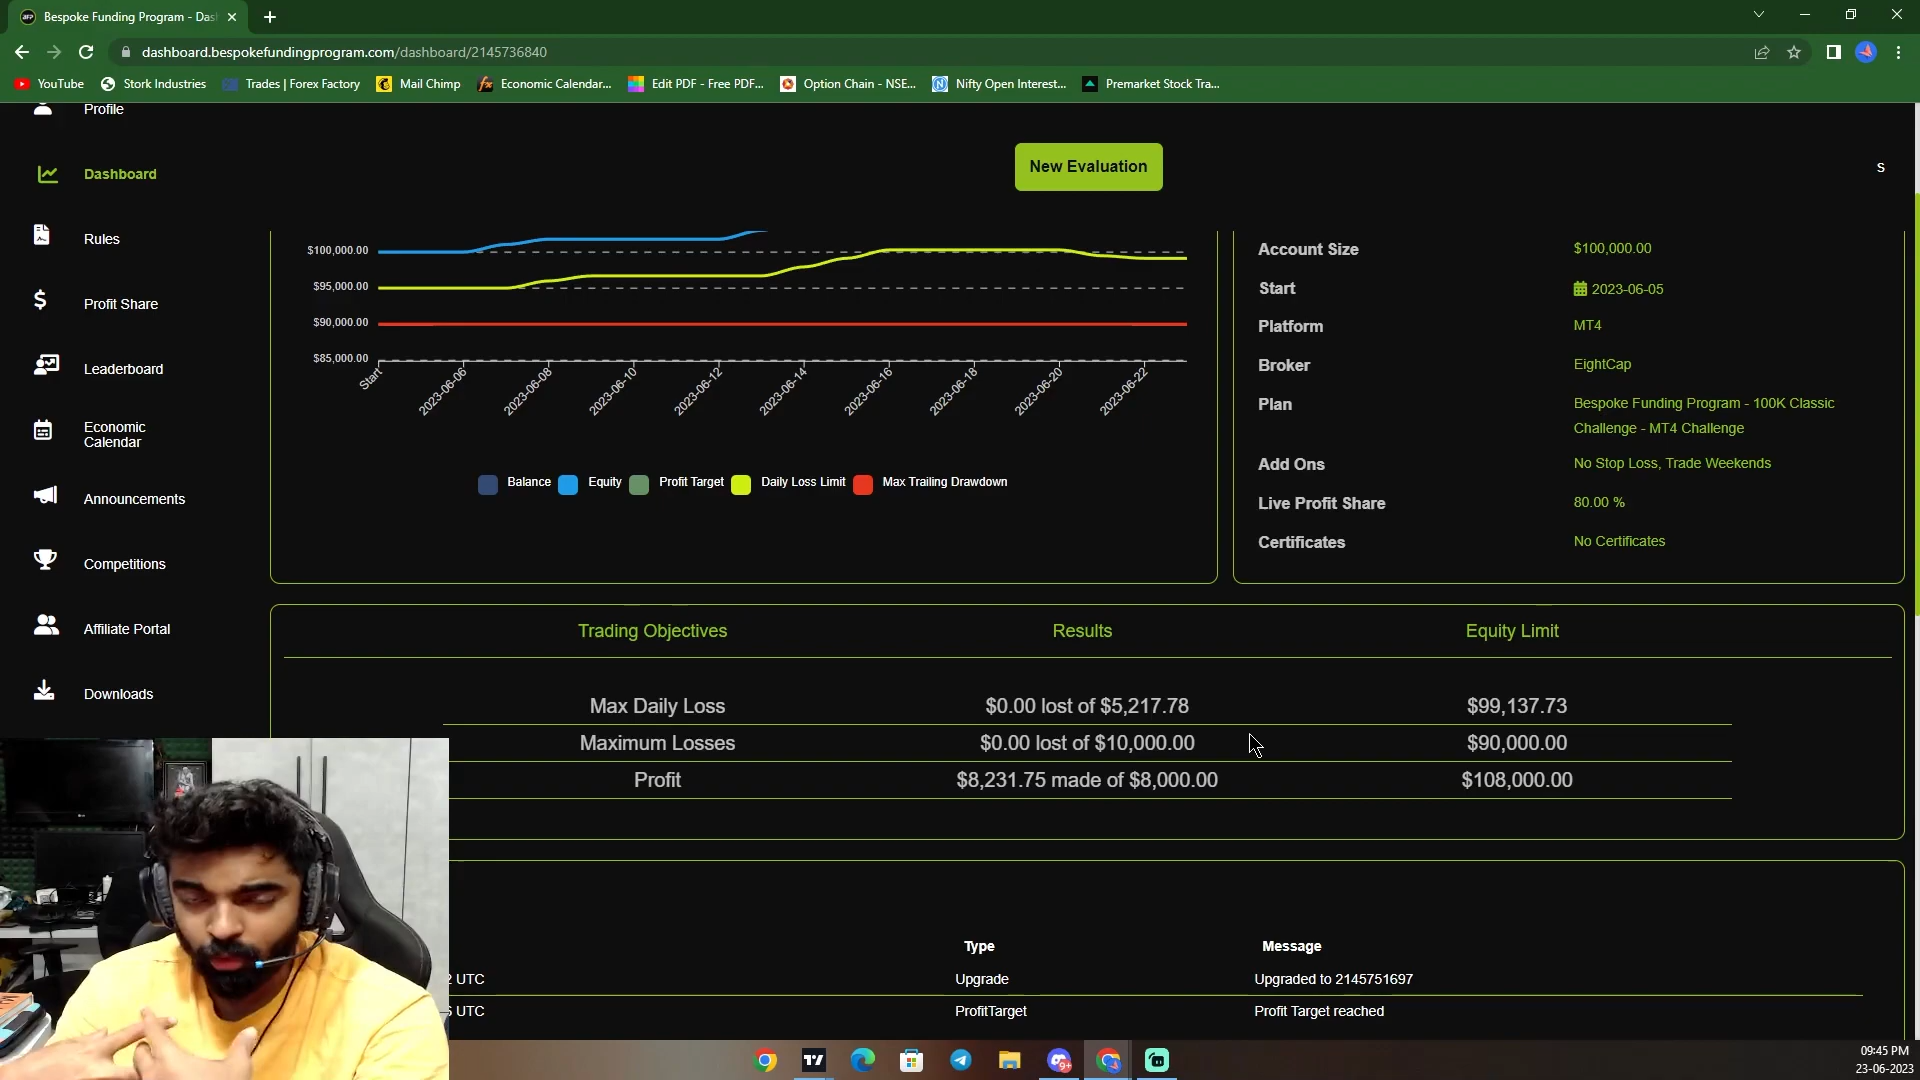 Bespoke Funding Program - Das
dashboard.bespokefundingprogram.com/dashboard/2145736840
YouTube
Stork Industries
Trades | Forex Factory
Mail Chimp
Economic Calendar...
Edit PDF - Free PDF...
Option Chain - NSE...
Nifty Open Interest...
Premarket Stock Tra...
Profile
Dashboard
Rules
Profit Share
Leaderboard
Economic
Calendar
Announcements
Competitions
Affiliate Portal
Downloads
New Evaluation
s
$100,000.00
$95,000.00
$90,000.00
$85,000.00
Start
2023-06-06
2023-06-08
2023-06-10
2023-06-12
2023-06-14
2023-06-16
2023-06-18
2023-06-20
2023-06-22
Balance
Equity
Profit Target
Daily Loss Limit
Max Trailing Drawdown
Account Size $100,000.00
Start 2023-06-05
Platform MT4
Broker EightCap
Plan Bespoke Funding Program - 100K Classic
Challenge - MT4 Challenge
Add Ons No Stop Loss, Trade Weekends
Live Profit Share 80.00 %
Certificates No Certificates
Trading Objectives Results Equity Limit
Max Daily Loss $0.00 lost of $5,217.78 $99,137.73
Maximum Losses $0.00 lost of $10,000.00 $90,000.00
Profit $8,231.75 made of $8,000.00 $108,000.00
Type Message
2 UTC Upgrade Upgraded to 2145751697
UTC ProfitTarget Profit Target reached
9+
09:45 PM
23-06-2023